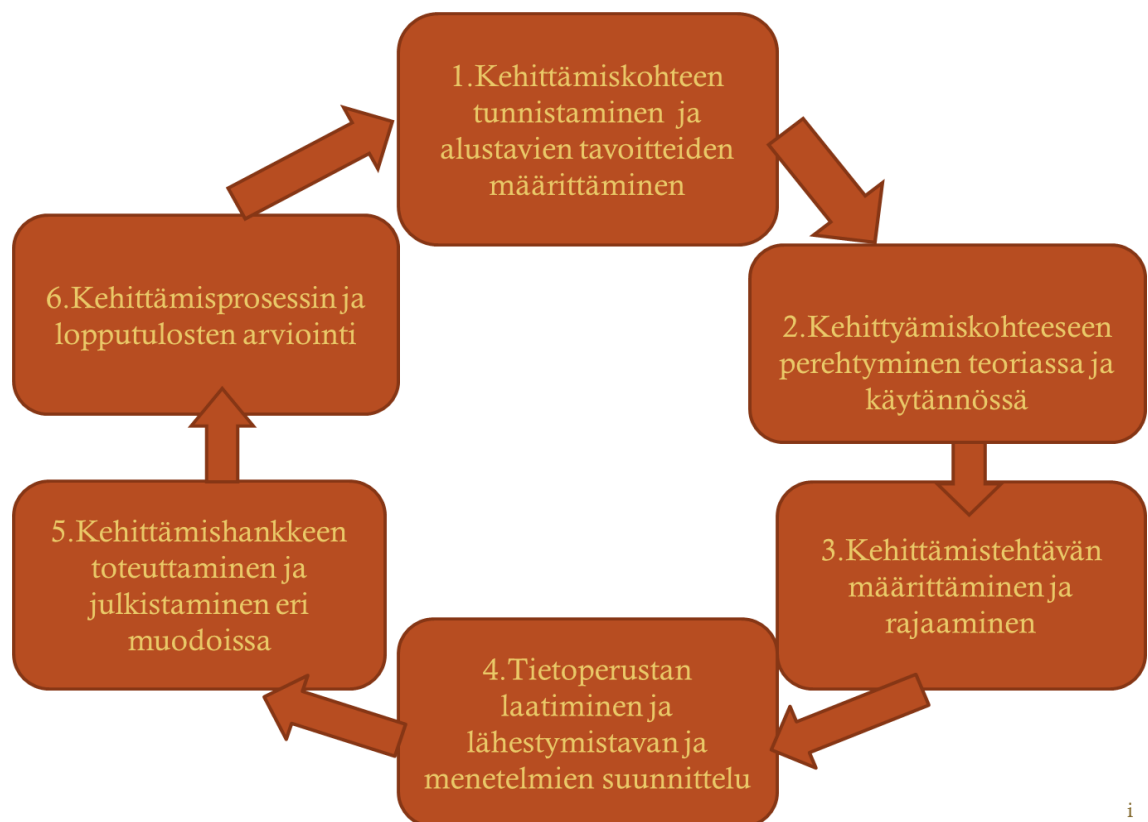 1.Kehittämiskohteen
tunnistaminen ja
alustavien tavoitteiden
määrittäminen
2.Kehittyämiskohteeseen
perehtyminen teoriassa ja
käytännössä
3.Kehittämistehtävän
määrittäminen ja
rajaaminen
4.Tietoperustan
laatiminen ja
lähestymistavan ja
menetelmien suunnittelu
5.Kehittämishankkeen
toteuttaminen ja
julkistaminen eri
muodoissa
6.Kehittämisprosessin ja
lopputulosten arviointi
i